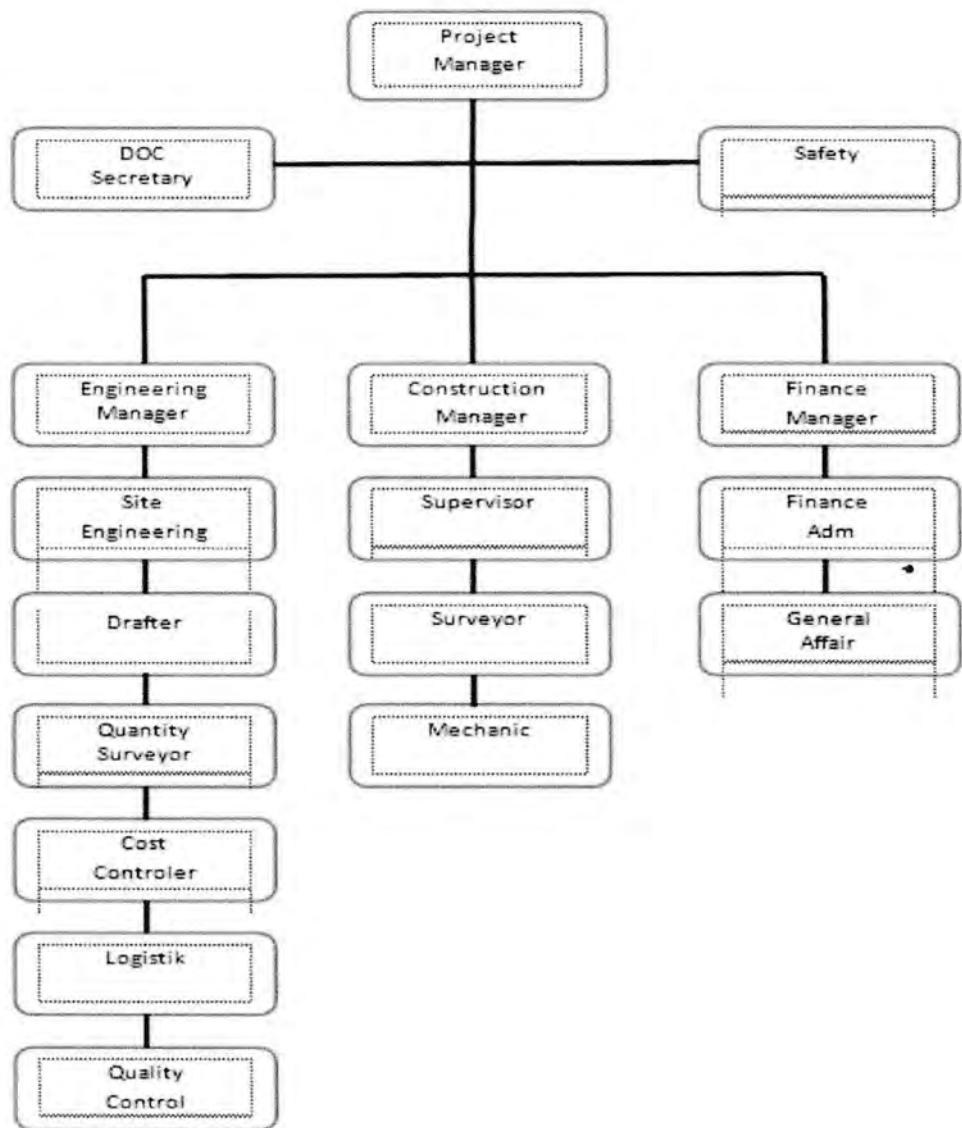 Project
Manager
DOC
Secretary
Safety
Engineering
Manager
Construction
Manager
Finance
Manager
Site
Engineering
Supervisor
Finance
Adm
Drafter
Surveyor
General
Affair
Quantity
Surveyor
Mechanic
Cost
Controler
Logistik
Quality
Control